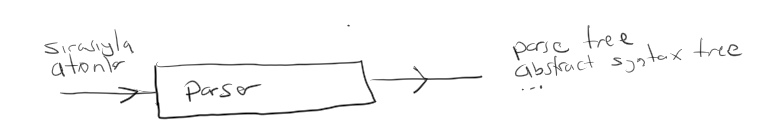 sırasıyla
atomlar
Parser
parse tree
abstract syntax tree
...